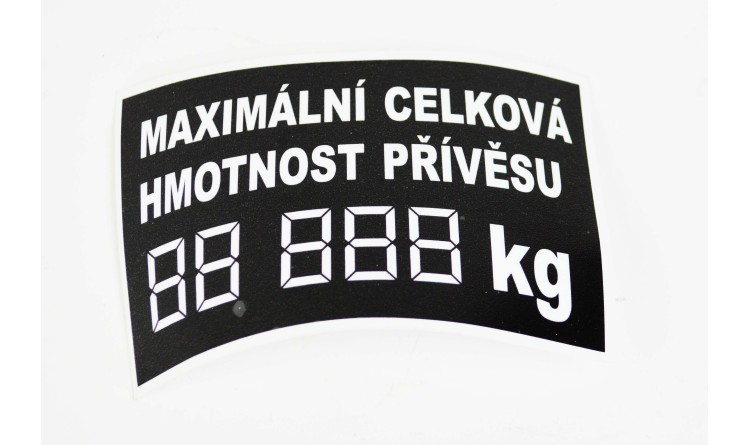 MAXIMÁLNÍ CELKOVÁ
HMOTNOST PŘÍVĚSU
88 888 kg